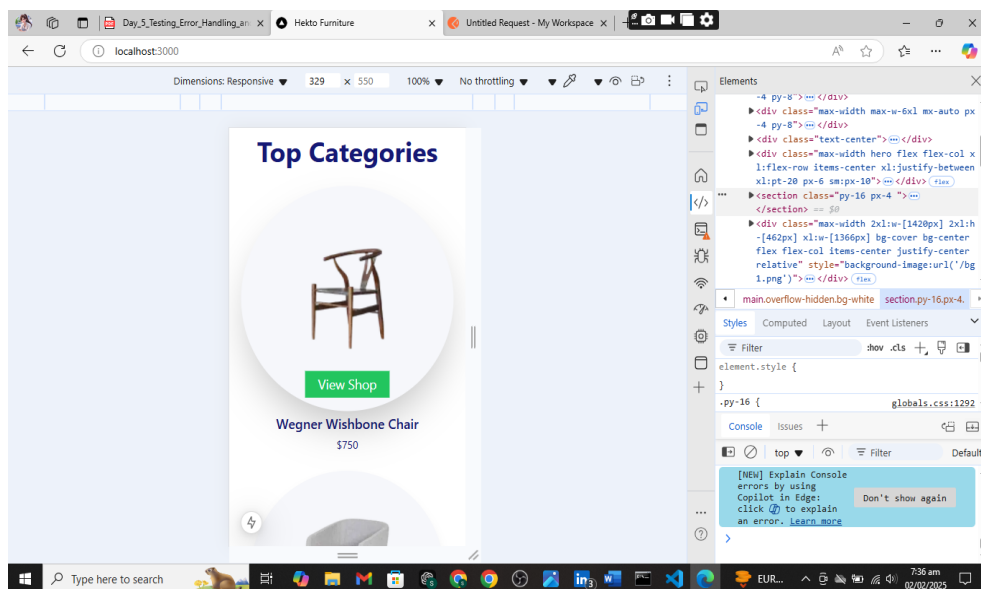 Day_5_Testing_Error_Handling_an
Hekto Furniture
Untitled Request - My Workspace
localhost:3000
Dimensions: Responsive
329 x 550
100%
No throttling
Elements
Top Categories
View Shop
Wegner Wishbone Chair
$750
-4 py-8"> </div>
<div class="max-width max-w-6xl mx-auto px
-4 py-8"> </div>
<div class="text-center"> </div>
<div class="max-width hero flex flex-col x
l:flex-row items-center xl:justify-between
xl:pt-20 px-6 sm:px-10"> </div> flex
<section class="py-16 px-4 ">
</section> == $0
<div class="max-width 2xl:w-[1420px] 2xl:h
-[462px] xl:w-[1366px] bg-cover bg-center
flex flex-col items-center justify-center
relative" style="background-image:url('/bg
1.png')"> </div> flex
main.overflow-hidden.bg-white section.py-16.px-4.
Styles Computed Layout Event Listeners
Filter :hov .cls
element.style {
}
.py-16 { globals.css:1292
Console Issues
top Filter Default
[NEW] Explain Console
errors by using
Copilot in Edge:
click to explain
an error. Learn more
Don't show again
Type here to search
EUR...
7:36 am
02/02/2025